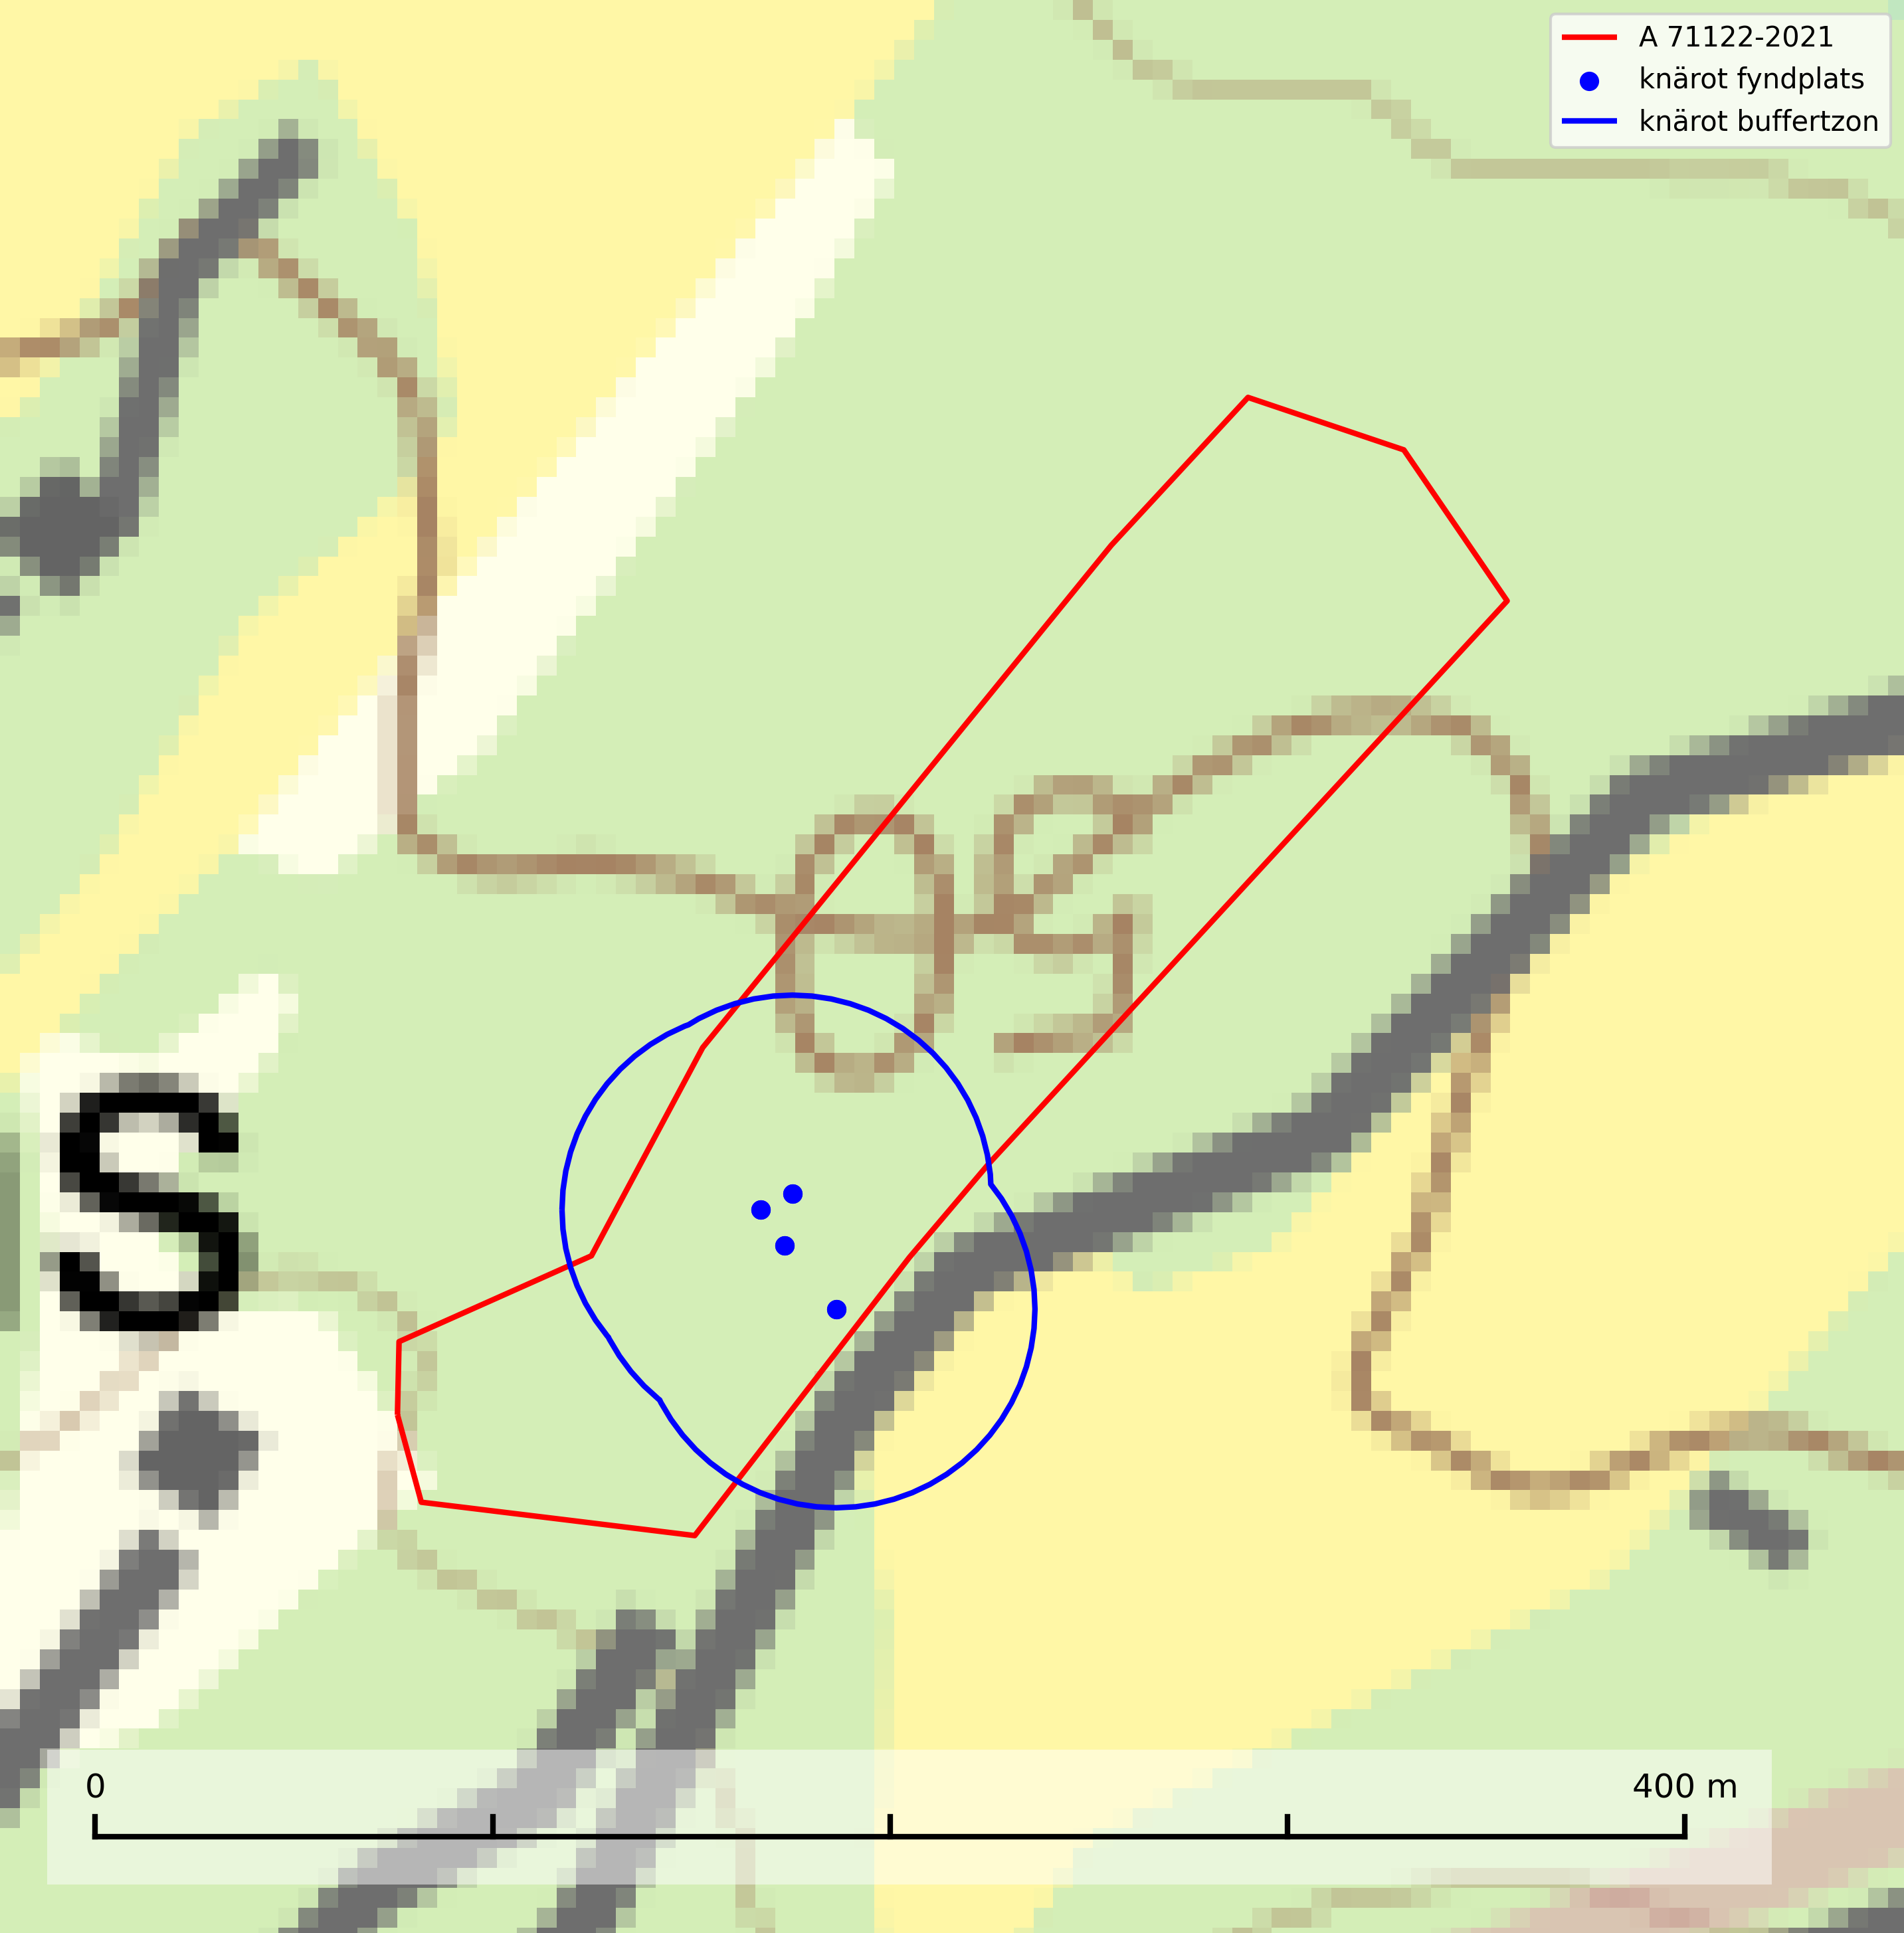 A 71122-2021
knärot fyndplats
knärot buffertzon
S
0 400 m